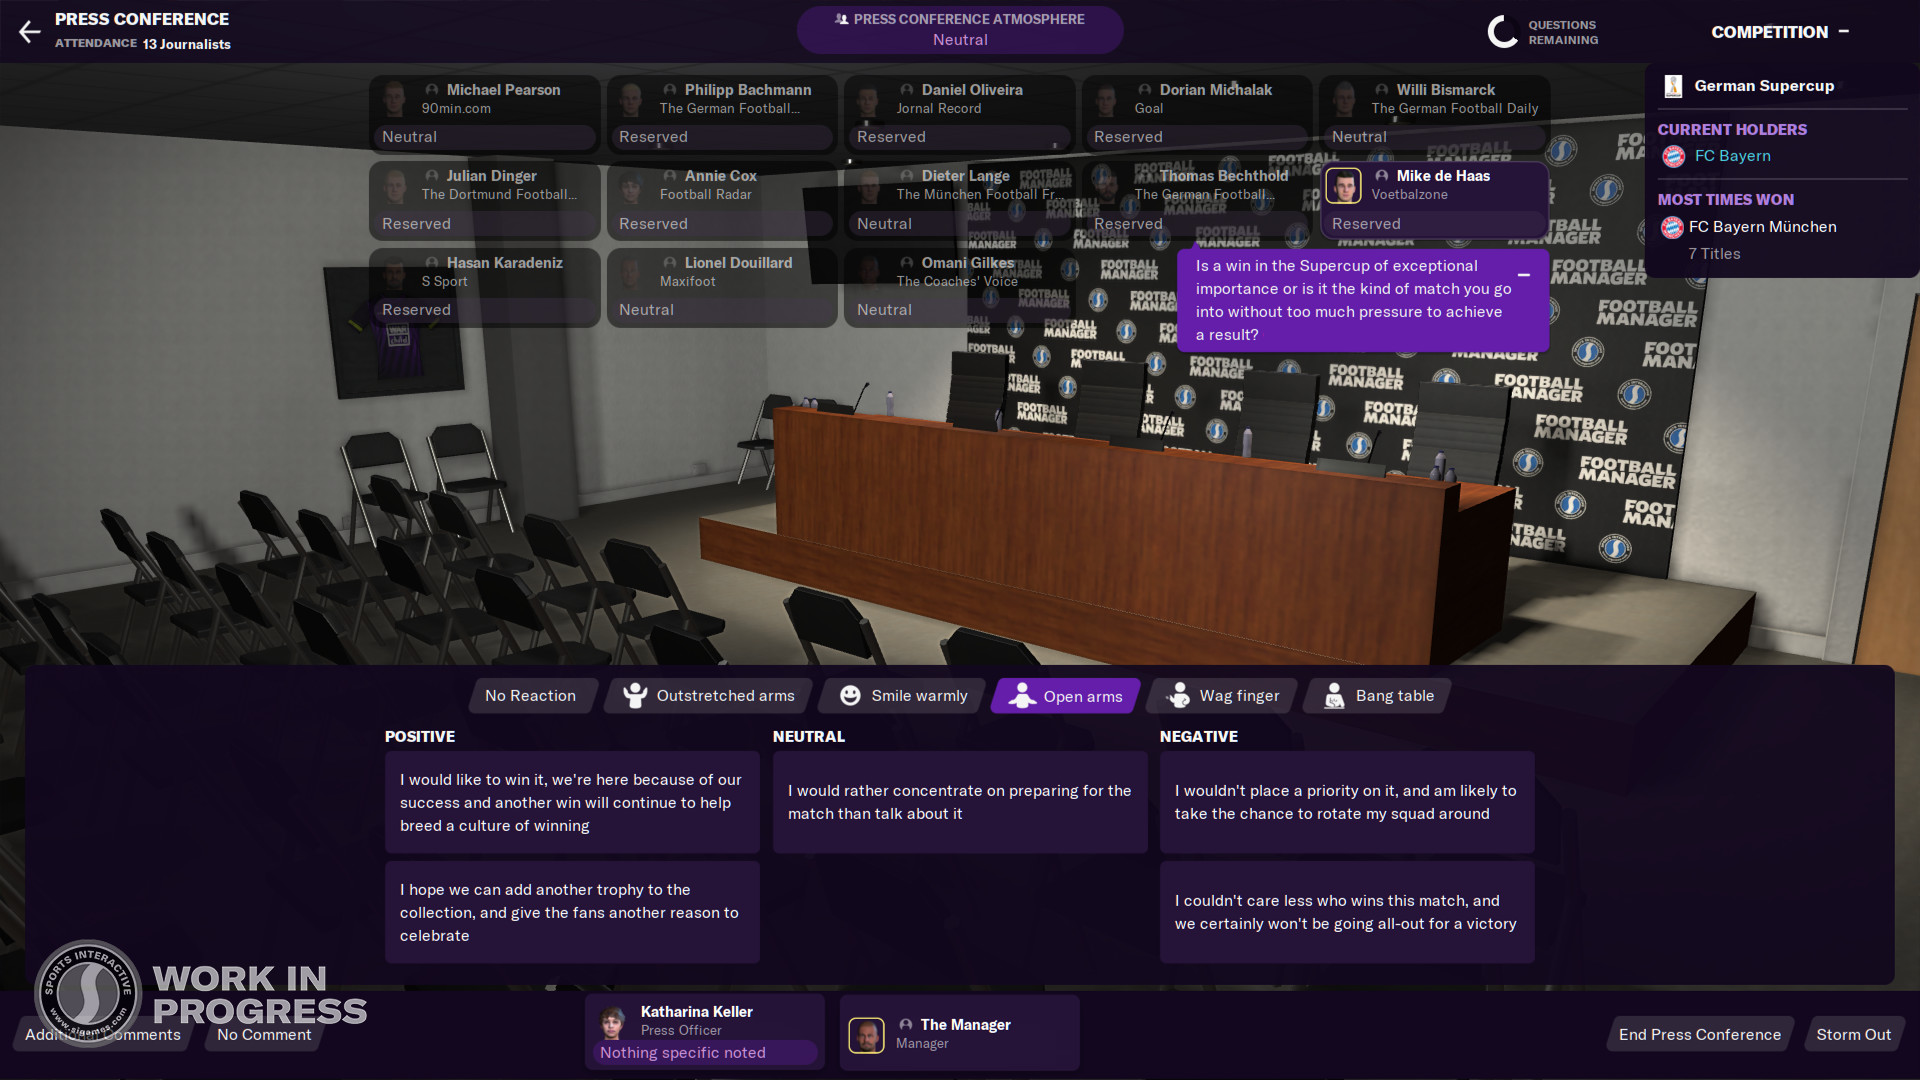 PRESS CONFERENCE
ATTENDANCE 13 Journalists
PRESS CONFERENCE ATMOSPHERE
Neutral
QUESTIONS
REMAINING
COMPETITION
German Supercup
CURRENT HOLDERS
FC Bayern
MOST TIMES WON
FC Bayern München
7 Titles
Michael Pearson
90min.com
Neutral
Philipp Bachmann
The German Football...
Reserved
Daniel Oliveira
Jornal Record
Reserved
Dorian Michalak
Goal
Reserved
Willi Bismarck
The German Football Daily
Neutral
Julian Dinger
The Dortmund Football...
Reserved
Annie Cox
Football Radar
Reserved
Dieter Lange
The München Football Fr...
Neutral
Thomas Bechthold
The German Football...
Reserved
Mike de Haas
Voetbalzone
Reserved
Hasan Karadeniz
S Sport
Reserved
Lionel Douillard
Maxifoot
Neutral
Omani Gilkes
The Coaches' Voice
Neutral
Is a win in the Supercup of exceptional
importance or is it the kind of match you go
into without too much pressure to achieve
a result?
FOOTBALL
MANAGER
No Reaction
Outstretched arms
Smile warmly
Open arms
Wag finger
Bang table
POSITIVE
I would like to win it, we're here because of our
success and another win will continue to help
breed a culture of winning
I hope we can add another trophy to the
collection, and give the fans another reason to
celebrate
NEUTRAL
I would rather concentrate on preparing for the
match than talk about it
NEGATIVE
I wouldn't place a priority on it, and am likely to
take the chance to rotate my squad around
I couldn't care less who wins this match, and
we certainly won't be going all-out for a victory
SPORTS INTERACTIVE
www.sigames.com
WORK IN
PROGRESS
Additional Comments
No Comment
Katharina Keller
Press Officer
Nothing specific noted
The Manager
Manager
End Press Conference
Storm Out